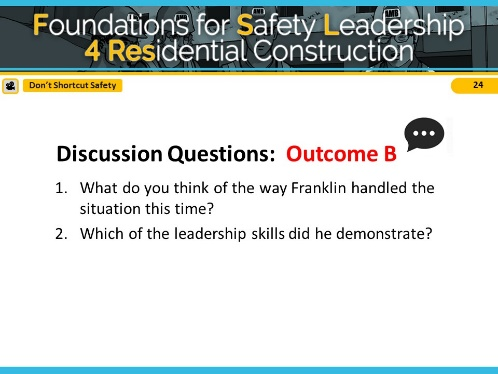 Foundations for Safety Leadership
4 Residential Construction
Don't Shortcut Safety
24
Discussion Questions: Outcome B
1. What do you think of the way Franklin handled the
situation this time?
2. Which of the leadership skills did he demonstrate?